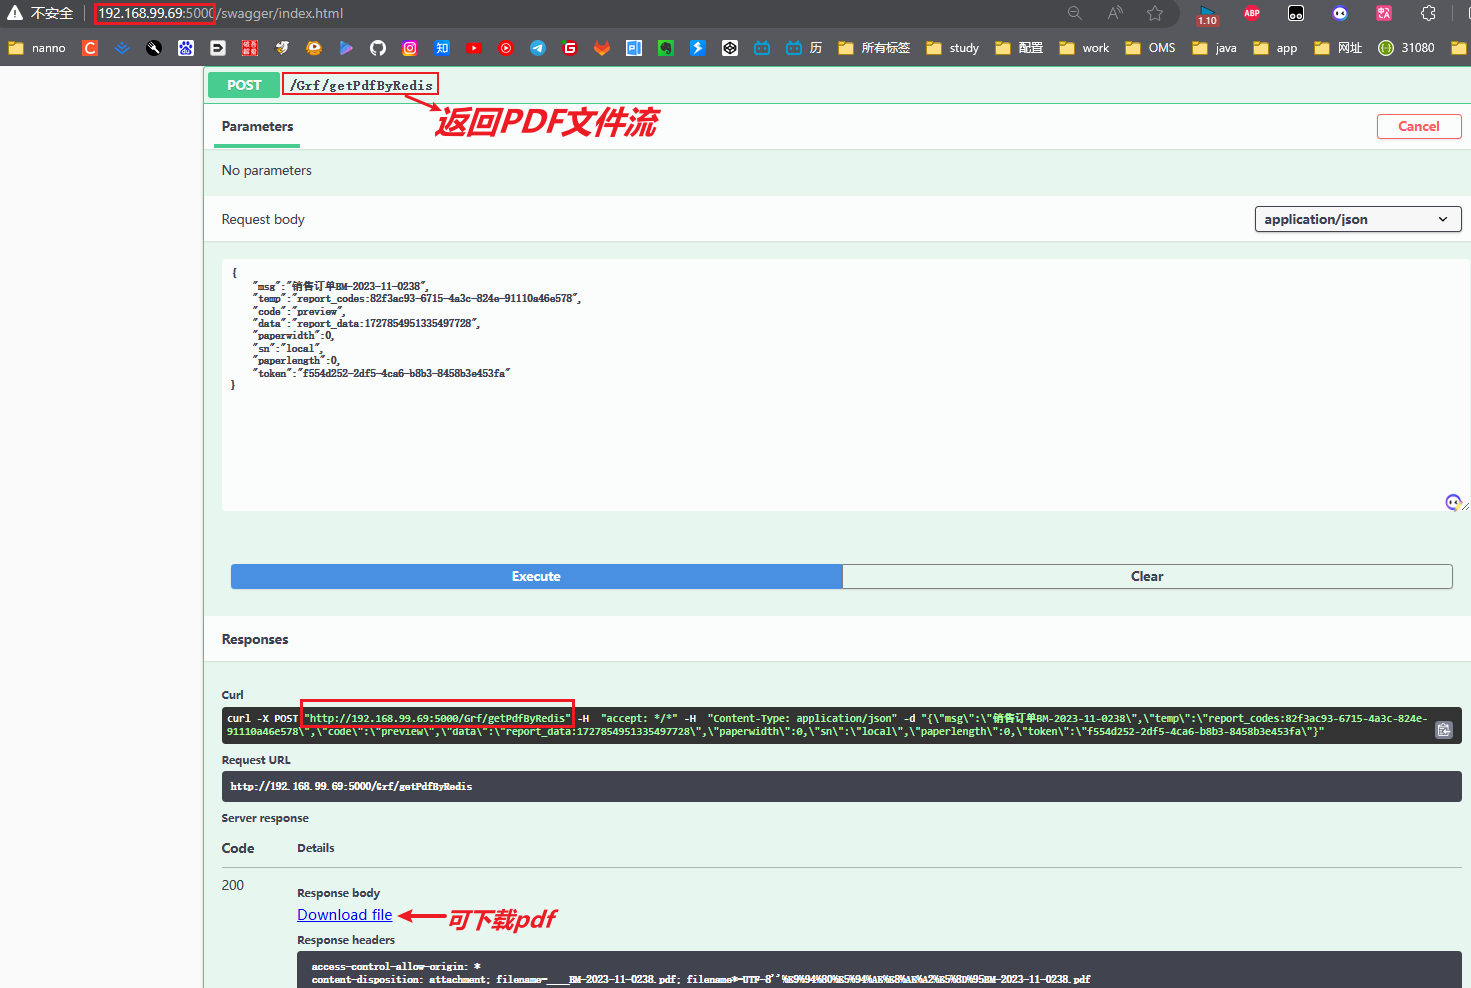 不安全 192.168.99.69:5000/swagger/index.html 1.10 ABP
nanno 历 所有标签 study 配置 work OMS java app 网址 31080
POST /Grf/getPdfByRedis
返回PDF文件流
Parameters Cancel
No parameters
Request body application/json
{
"msg":"销售订单BM-2023-11-0238",
"temp":"report_codes:82f3ac93-6715-4a3c-824e-91110a46e578",
"code":"preview",
"data":"report_data:1727854951335497728",
"paperwidth":0,
"sn":"local",
"paperlength":0,
"token":"f554d252-2df5-4ca6-b8b3-8458b3e453fa"
}
Execute Clear
Responses
Curl
curl -X POST "http://192.168.99.69:5000/Grf/getPdfByRedis" -H  "accept: */*" -H  "Content-Type: application/json" -d "{\"msg\":\"销售订单BM-2023-11-0238\",\"temp\":\"report_codes:82f3ac93-6715-4a3c-824e-
91110a46e578\",\"code\":\"preview\",\"data\":\"report_data:1727854951335497728\",\"paperwidth\":0,\"sn\":\"local\",\"paperlength\":0,\"token\":\"f554d252-2df5-4ca6-b8b3-8458b3e453fa\"}"
Request URL
http://192.168.99.69:5000/Grf/getPdfByRedis
Server response
Code Details
200
Response body
Download file 可下载pdf
Response headers
access-control-allow-origin: *
content-disposition: attachment; filename=____BM-2023-11-0238.pdf; filename*=UTF-8''%E9%94%80%E5%94%AE%E8%AE%A2%E5%8D%95BM-2023-11-0238.pdf